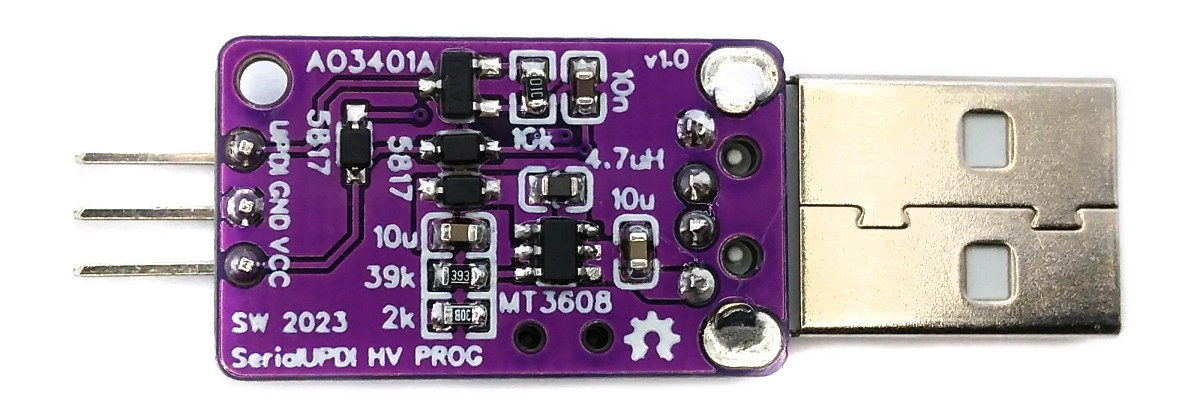 AO3401A
v1.0
10n
5817
10k
5817
4.7uH
UPDI GND VCC
10u
10u
39k
393
MT3608
SW 2023
2k
30B
SerialUPDI HV PROG